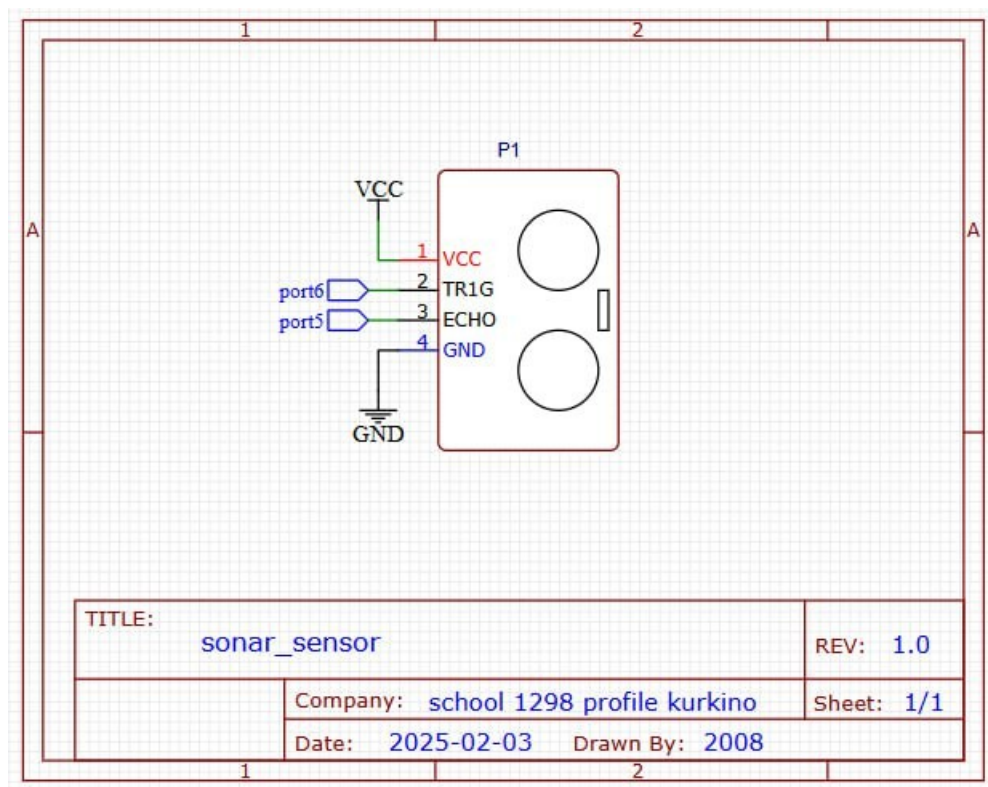 1 2
P1
VCC
A A
1 VCC
port6 2 TR1G
port5 3 ECHO
4 GND
GND
TITLE:
sonar_sensor
REV: 1.0
Company: school 1298 profile kurkino Sheet: 1/1
Date: 2025-02-03 Drawn By: 2008
1 2